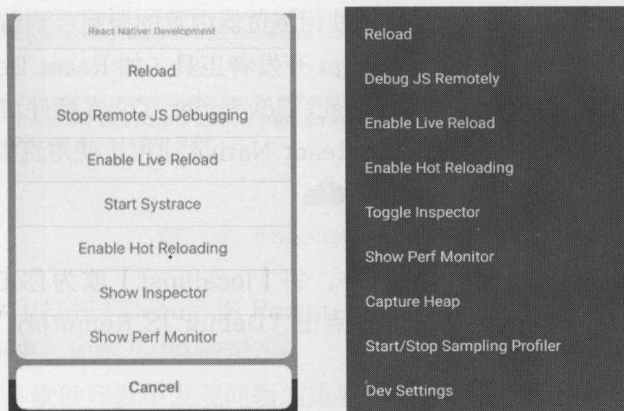 React Native: Development
Reload
Stop Remote JS Debugging
Enable Live Reload
Start Systrace
Enable Hot Reloading
Show Inspector
Show Perf Monitor
Cancel
Reload
Debug JS Remotely
Enable Live Reload
Enable Hot Reloading
Toggle Inspector
Show Perf Monitor
Capture Heap
Start/Stop Sampling Profiler
Dev Settings